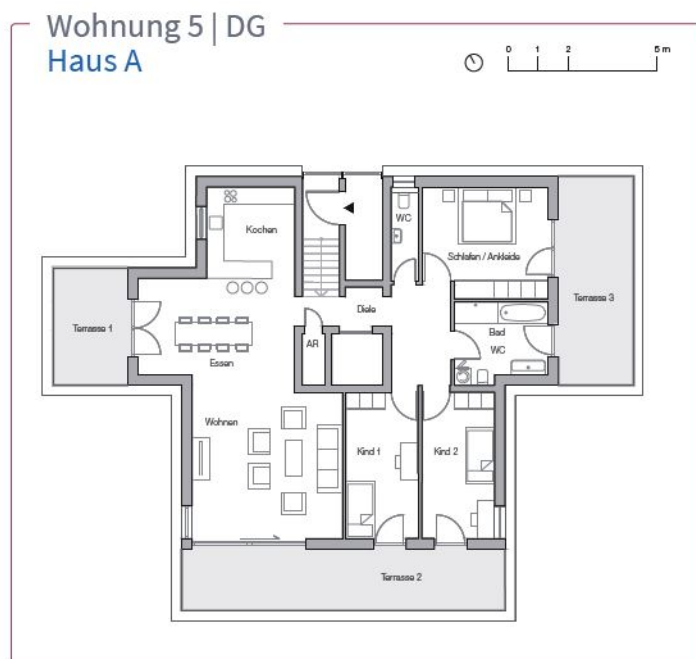 Wohnung 5 | DG
Haus A
0 1 2 5 m
Kochen
WC
Schlafen / Ankleide
Terrasse 1
Diele
Terrasse 3
Bad
WC
AR
Essen
Wohnen
Kind 1
Kind 2
Terrasse 2